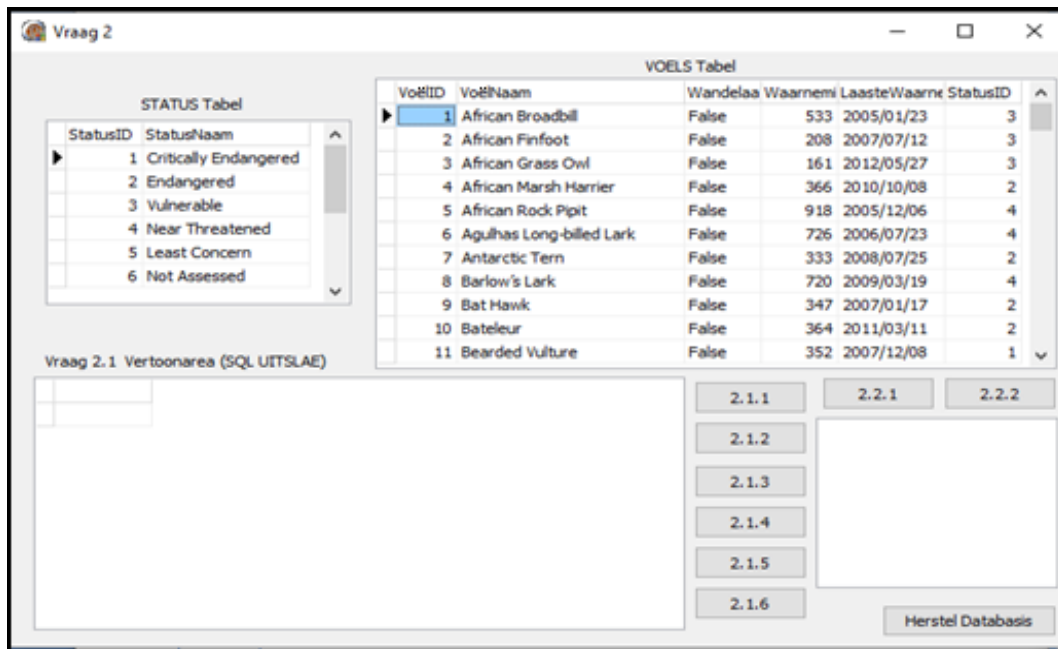 Vraag 2
VOELS Tabel
STATUS Tabel
StatusID StatusNaam
1 Critically Endangered
2 Endangered
3 Vulnerable
4 Near Threatened
5 Least Concern
6 Not Assessed
VoëlID VoëlNaam Wandelaa Waarnemi LaasteWaarne StatusID
1 African Broadbill False 533 2005/01/23 3
2 African Finfoot False 208 2007/07/12 3
3 African Grass Owl False 161 2012/05/27 3
4 African Marsh Harrier False 366 2010/10/08 2
5 African Rock Pipit False 918 2005/12/06 4
6 Agulhas Long-billed Lark False 726 2006/07/23 4
7 Antarctic Tern False 333 2008/07/25 2
8 Barlow's Lark False 720 2009/03/19 4
9 Bat Hawk False 347 2007/01/17 2
10 Bateleur False 364 2011/03/11 2
11 Bearded Vulture False 352 2007/12/08 1
Vraag 2.1 Vertoonarea (SQL UITSLAE)
2.1.1
2.1.2
2.1.3
2.1.4
2.1.5
2.1.6
2.2.1 2.2.2
Herstel Databasis